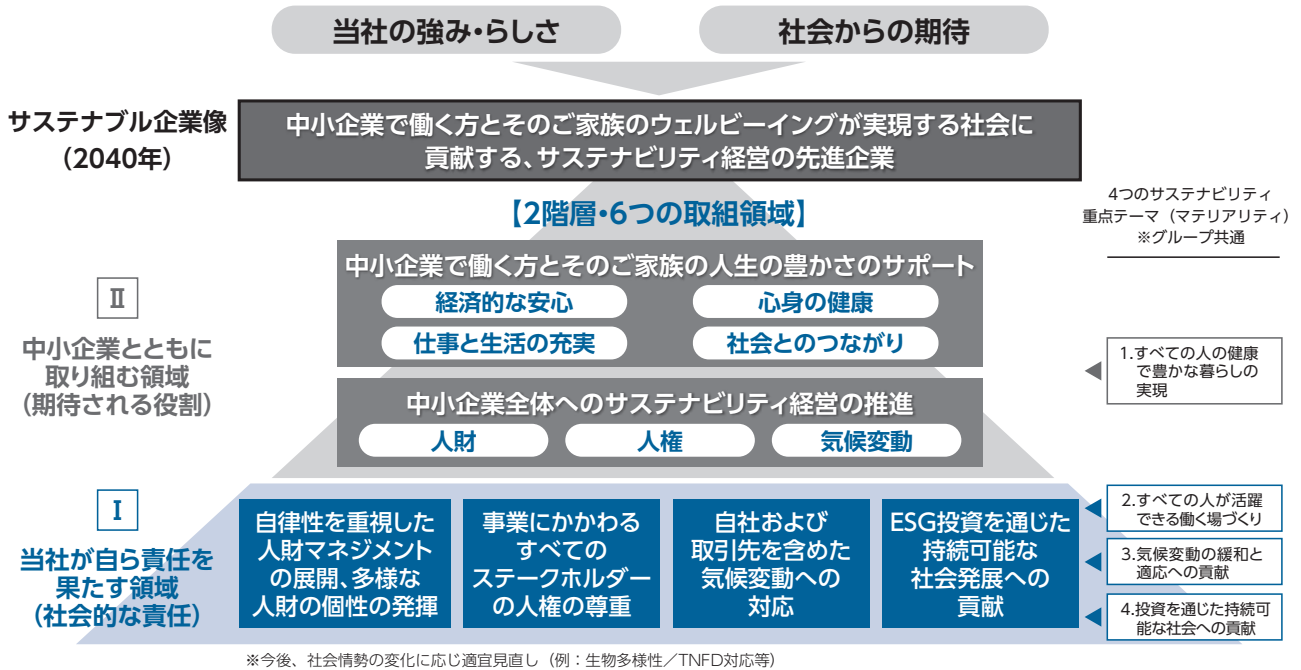 当社の強み・らしさ
社会からの期待
サステナブル企業像
（2040年）
中小企業で働く方とそのご家族のウェルビーイングが実現する社会に
貢献する、サステナビリティ経営の先進企業
【2階層・6つの取組領域】
4つのサステナビリティ
重点テーマ（マテリアリティ）
※グループ共通
Ⅱ
中小企業とともに
取り組む領域
（期待される役割）
中小企業で働く方とそのご家族の人生の豊かさのサポート
経済的な安心
心身の健康
仕事と生活の充実
社会とのつながり
中小企業全体へのサステナビリティ経営の推進
人財
人権
気候変動
1.すべての人の健康
で豊かな暮らしの
実現
Ⅰ
当社が自ら責任を
果たす領域
（社会的な責任）
自律性を重視した
人財マネジメント
の展開、多様な
人財の個性の発揮
事業にかかわる
すべての
ステークホルダー
の人権の尊重
自社および
取引先を含めた
気候変動への
対応
ESG投資を通じた
持続可能な
社会発展への
貢献
2.すべての人が活躍
できる働く場づくり
3.気候変動の緩和と
適応への貢献
4.投資を通じた持続可
能な社会への貢献
※今後、社会情勢の変化に応じ適宜見直し（例：生物多様性／TNFD対応等）